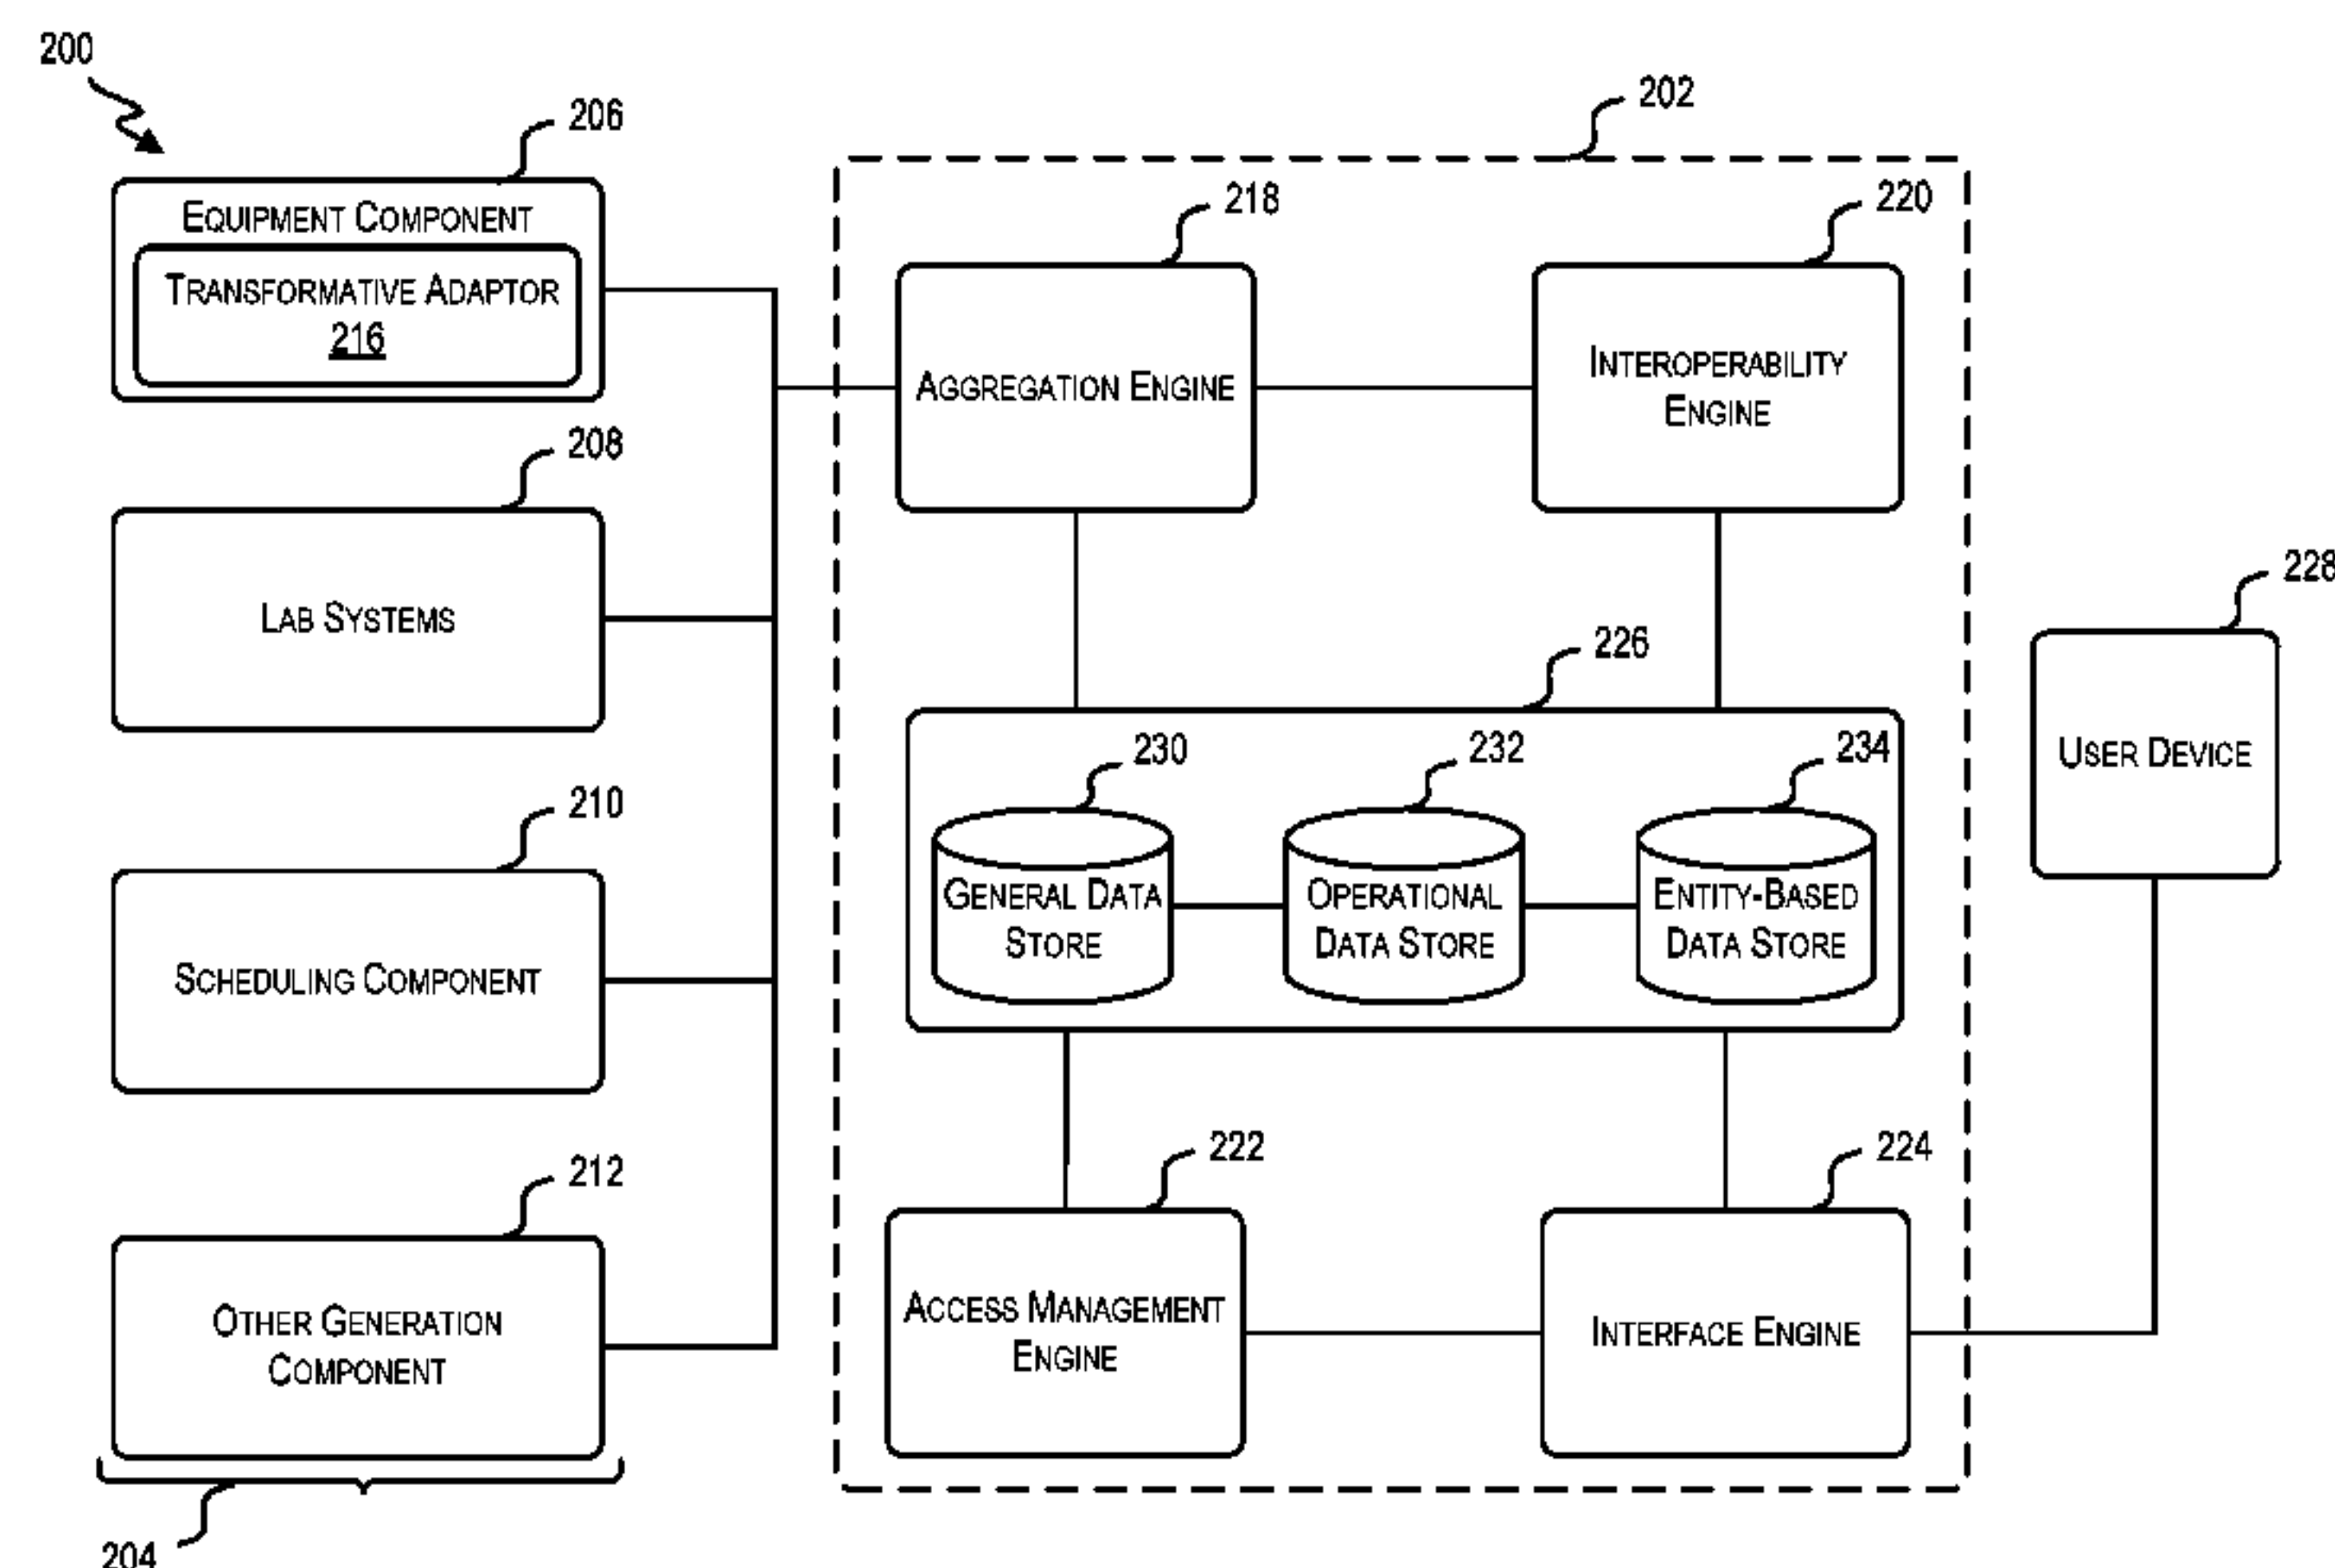 200
206
EQUIPMENT COMPONENT
TRANSFORMATIVE ADAPTOR
216
208
LAB SYSTEMS
210
SCHEDULING COMPONENT
212
OTHER GENERATION
COMPONENT
204
202
218
AGGREGATION ENGINE
220
INTEROPERABILITY
ENGINE
226
230
GENERAL DATA
STORE
232
OPERATIONAL
DATA STORE
234
ENTITY-BASED
DATA STORE
222
ACCESS MANAGEMENT
ENGINE
224
INTERFACE ENGINE
228
USER DEVICE